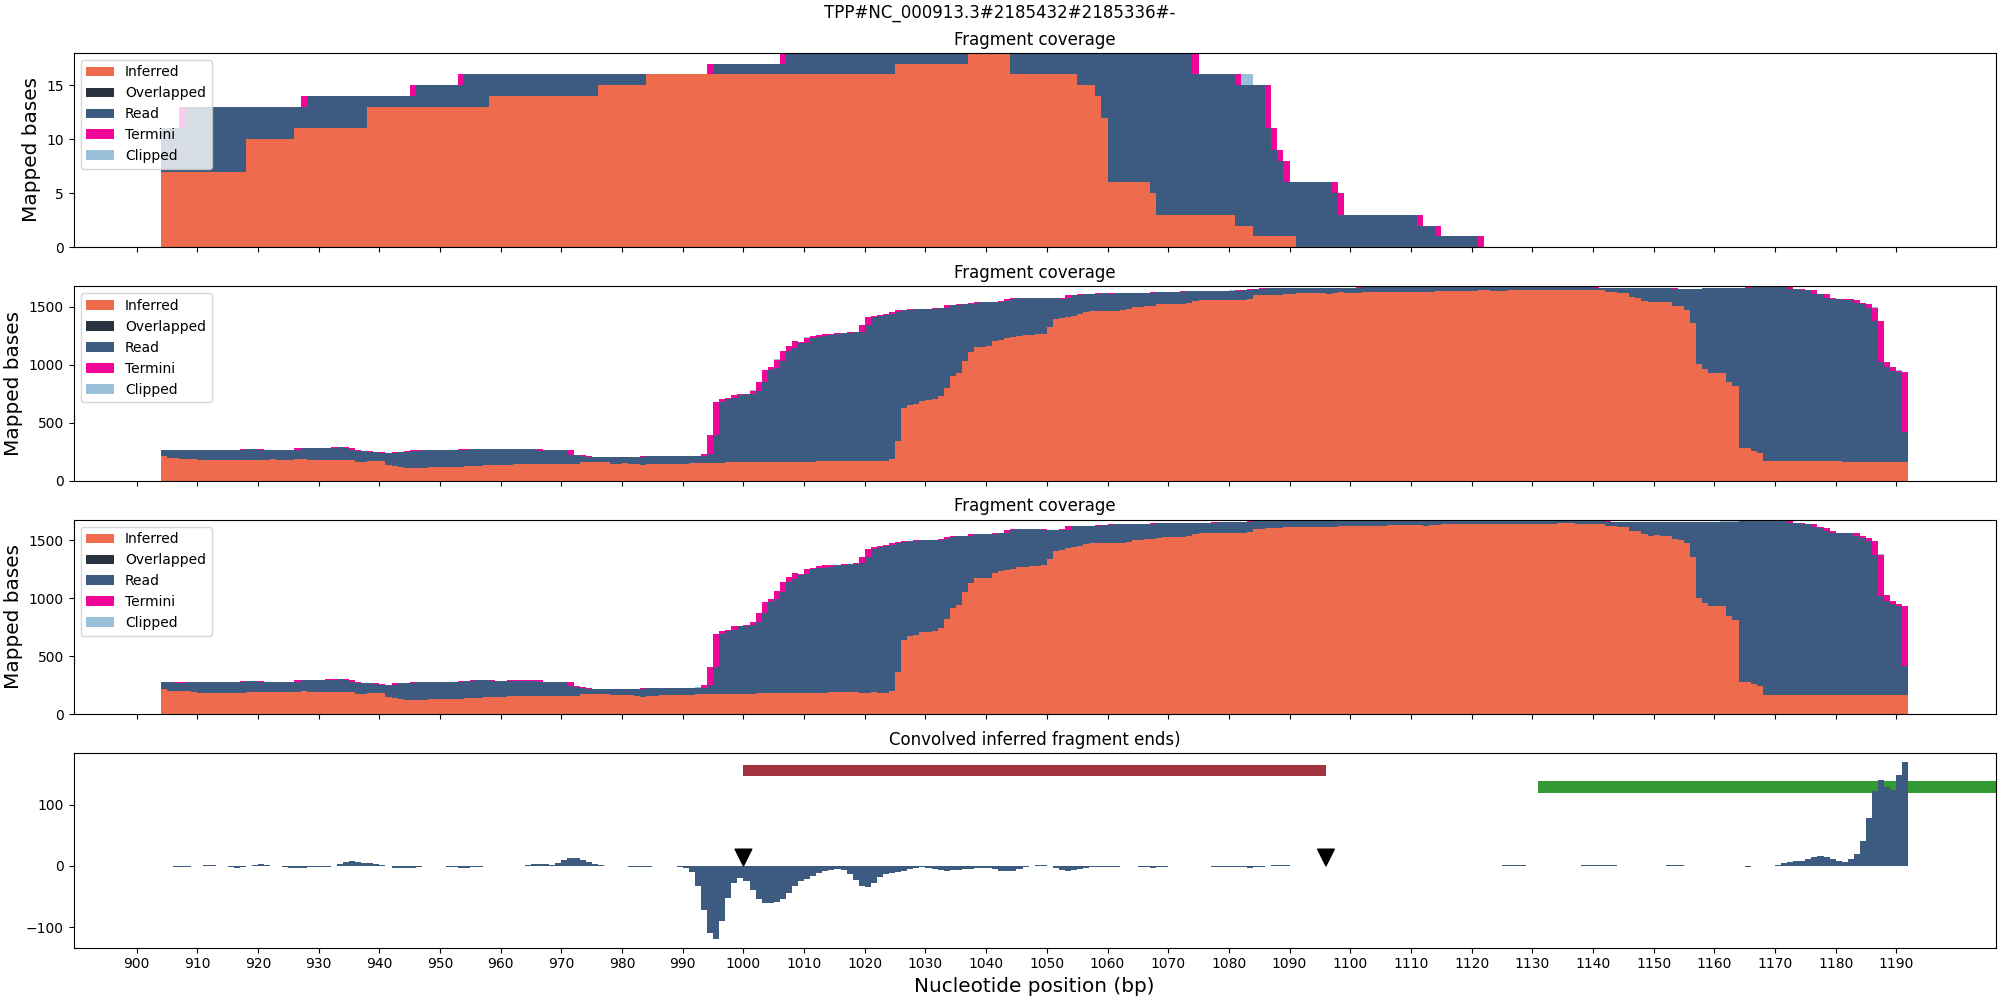 TPP#NC_000913.3#2185432#2185336#-
Fragment coverage
Mapped bases
15
10
5
0
Inferred
Overlapped
Read
Termini
Clipped
Fragment coverage
Mapped bases
1500
1000
500
0
Inferred
Overlapped
Read
Termini
Clipped
Fragment coverage
Mapped bases
1500
1000
500
0
Inferred
Overlapped
Read
Termini
Clipped
Convolved inferred fragment ends)
100
0
−100
900 910 920 930 940 950 960 970 980 990 1000 1010 1020 1030 1040 1050 1060 1070 1080 1090 1100 1110 1120 1130 1140 1150 1160 1170 1180 1190
Nucleotide position (bp)